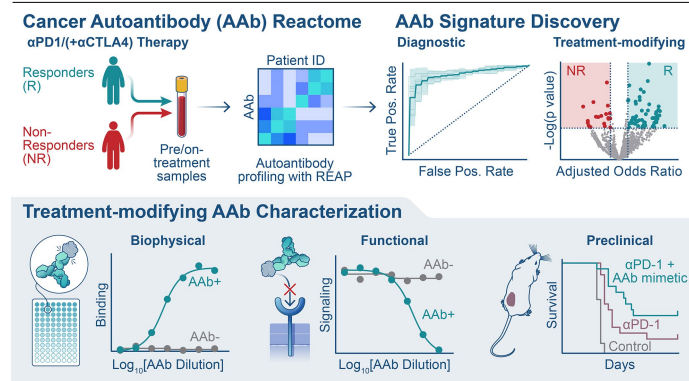 Cancer Autoantibody (AAb) Reactome
αPD1/(+αCTLA4) Therapy
Responders
(R)
Non-
Responders
(NR)
Pre/on-
treatment
samples
Patient ID
AAb
Autoantibody
profiling with REAP
AAb Signature Discovery
Diagnostic
True Pos. Rate
False Pos. Rate
Treatment-modifying
NR
R
-Log(p value)
Adjusted Odds Ratio
Treatment-modifying AAb Characterization
Biophysical
Binding
AAb+
AAb-
Log10[AAb Dilution]
Functional
Signaling
AAb-
AAb+
Log10[AAb Dilution]
Preclinical
Survival
αPD-1 +
AAb mimetic
αPD-1
Control
Days